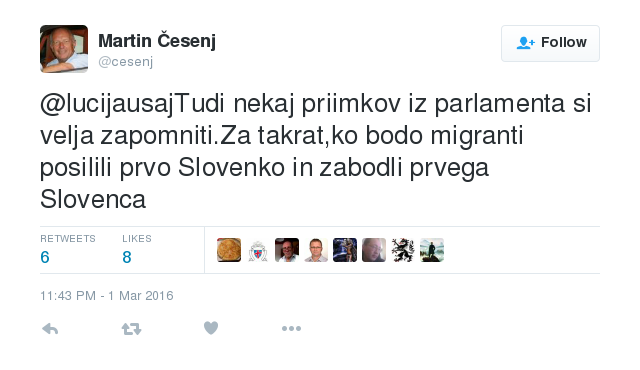 Martin Česenj
@cesenj
Follow
@lucijausajTudi nekaj priimkov iz parlamenta si
velja zapomniti.Za takrat,ko bodo migranti
posilili prvo Slovenko in zabodli prvega
Slovenca
RETWEETS LIKES
6 8
11:43 PM - 1 Mar 2016